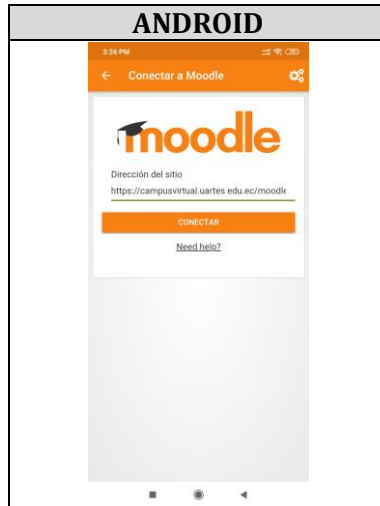 ANDROID
3:26 PM
Conectar a Moodle
moodle
Dirección del sitio
https://campusvirtual.uartes edu.ec/moodle
CONECTAR
Need help?